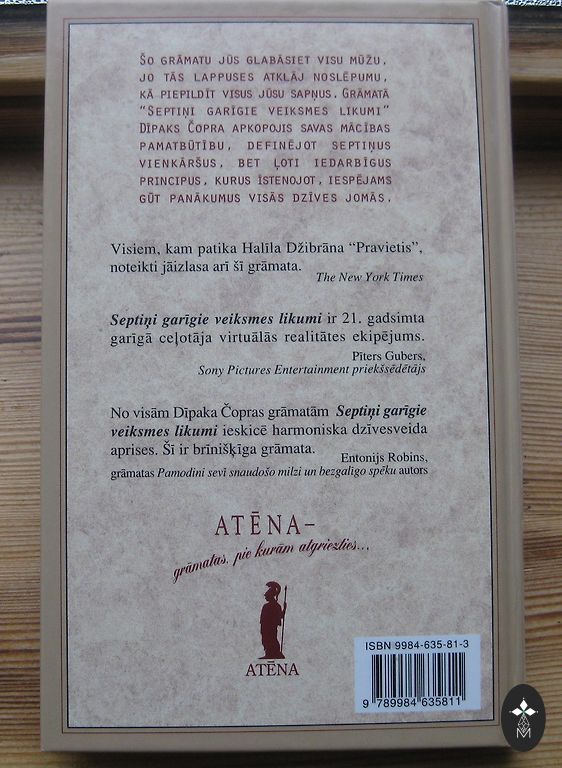 ŠO GRĀMATU JŪS GLABĀSIET VISU MŪŽU,
JO TĀS LAPPUSES ATKLĀJ NOSLĒPUMU,
KĀ PIEPILDĪT VISUS JŪSU SAPŅUS. GRĀMATĀ
"SEPTIŅI GARĪGIE VEIKSMES LIKUMI"
DĪPAKS ČOPRA APKOPOJIS SAVAS MĀCĪBAS
PAMATBŪTĪBU, DEFINĒJOT SEPTIŅUS
VIENKĀRŠUS, BET ĻOTI IEDARBĪGUS
PRINCIPUS, KURUS ĪSTENOJOT, IESPĒJAMS
GŪT PANĀKUMUS VISĀS DZĪVES JOMĀS.
Visiem, kam patika Halīla Džibrāna "Pravietis",
noteikti jāizlasa arī šī grāmata.
The New York Times
Septiņi garīgie veiksmes likumi ir 21. gadsimta
garīgā ceļotāja virtuālās realitātes ekipējums.
Pīters Gubers,
Sony Pictures Entertainment priekšsēdētājs
No visām Dīpaka Čopras grāmatām Septiņi garīgie
veiksmes likumi ieskicē harmoniska dzīvesveida
aprises. Šī ir brīnišķīga grāmata.
Entonijs Robins,
grāmatas Pamodini sevī snaudošo milzi un bezgalīgo spēku autors
ATĒNA–
grāmatas, pie kurām atgriezties...
ATĒNA
ISBN 9984-635-81-3
9 789984 635811
M